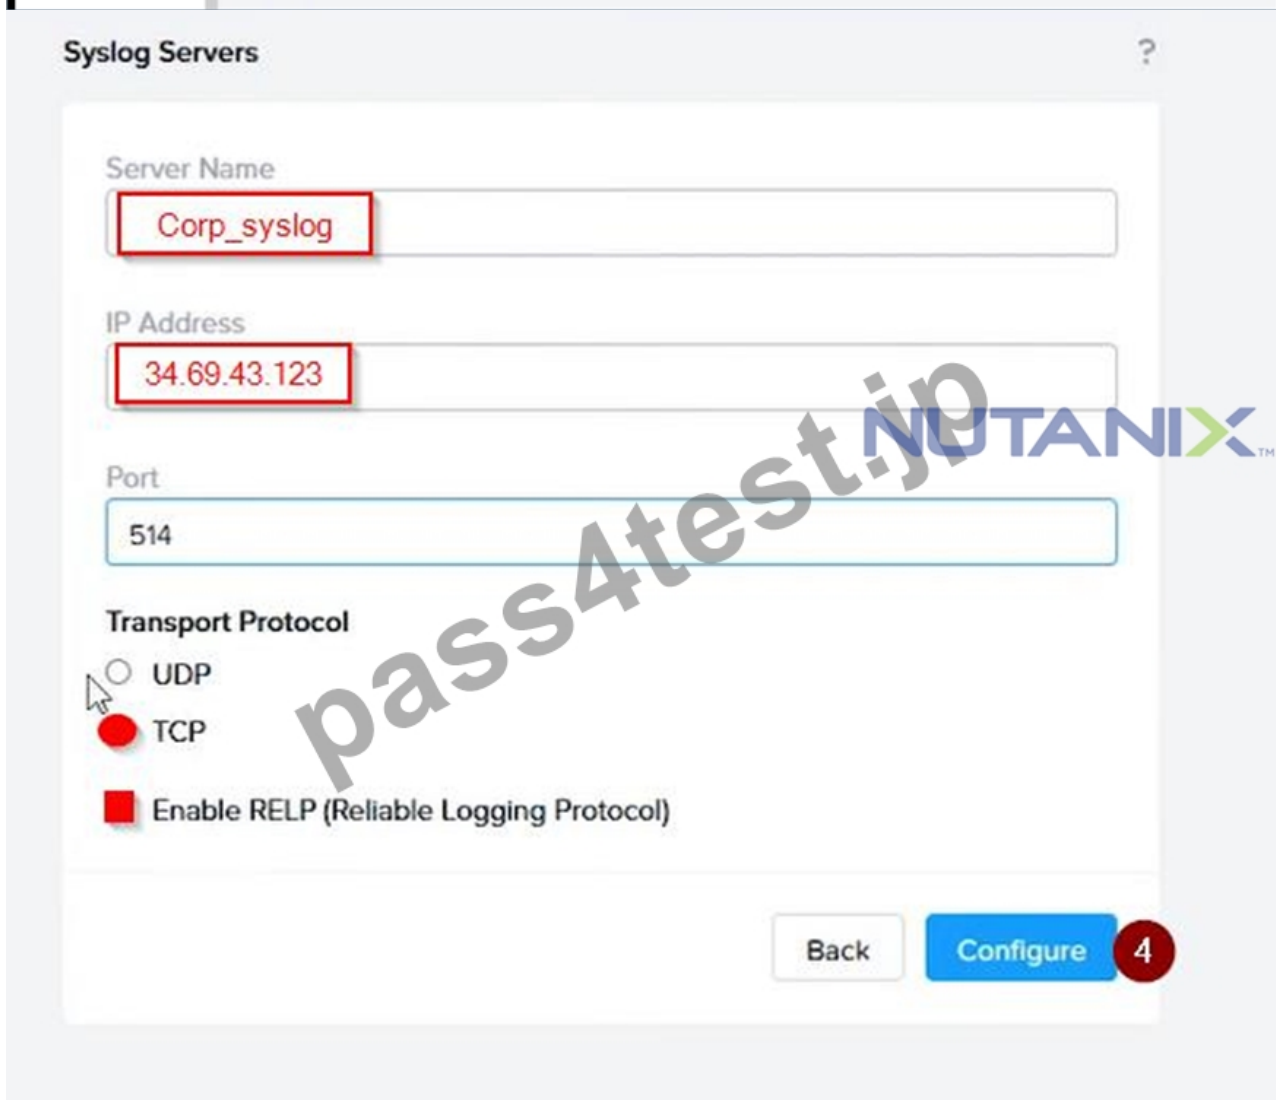 Syslog Servers
?
Server Name
Corp_syslog
IP Address
34.69.43.123
NUTANIX™
pass4test.jp
Port
514
Transport Protocol
UDP
TCP
Enable RELP (Reliable Logging Protocol)
Back
Configure
4